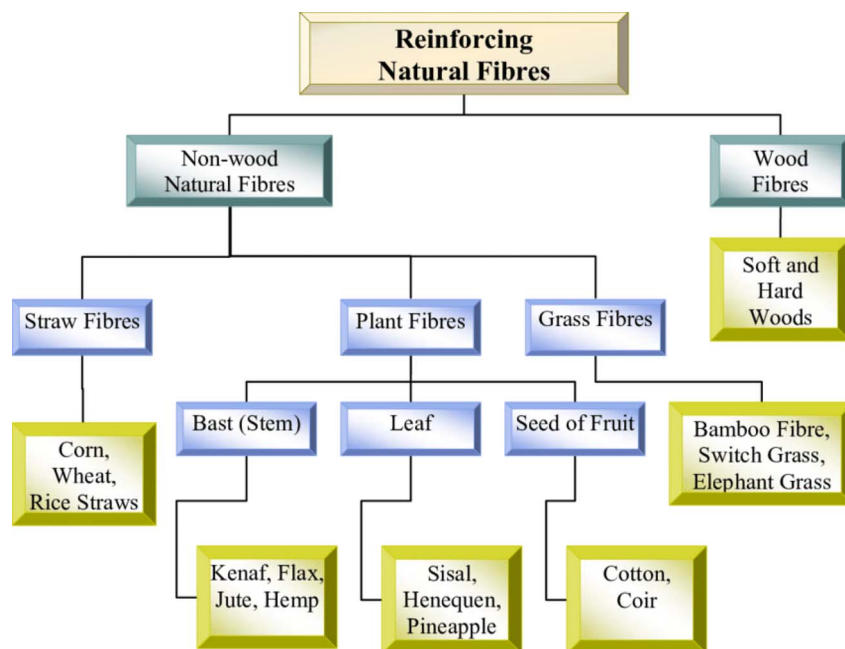 Reinforcing
Natural Fibres
Non-wood
Natural Fibres
Wood
Fibres
Soft and
Hard
Woods
Straw Fibres
Plant Fibres
Grass Fibres
Bast (Stem)
Leaf
Seed of Fruit
Corn,
Wheat,
Rice Straws
Bamboo Fibre,
Switch Grass,
Elephant Grass
Kenaf, Flax,
Jute, Hemp
Sisal,
Henequen,
Pineapple
Cotton,
Coir